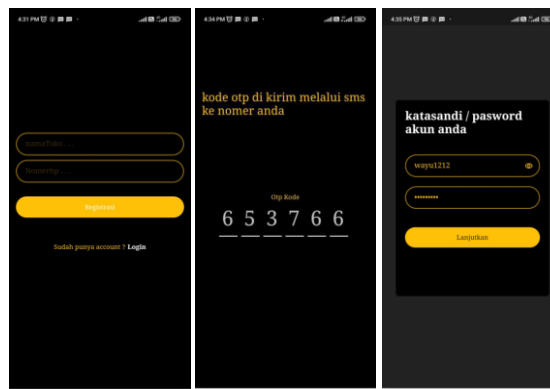 4:31 PM
namaToko . . .
Nomerhp . . .
Registrasi
Sudah punya account ? Login
4:34 PM
kode otp di kirim melalui sms
ke nomer anda
Otp Kode
6 5 3 7 6 6
4:35 PM
katasandi / pasword
akun anda
wayu1212
•••••••••
Lanjutkan